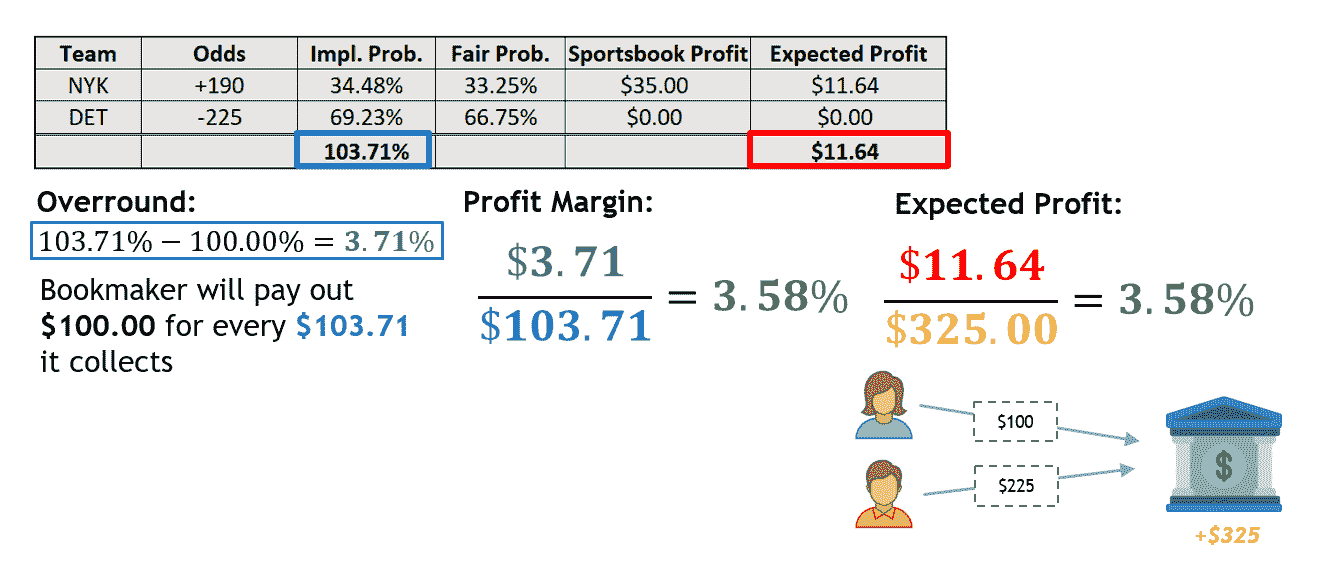 Team Odds Impl. Prob. Fair Prob. Sportsbook Profit Expected Profit
NYK +190 34.48% 33.25% $35.00 $11.64
DET -225 69.23% 66.75% $0.00 $0.00
103.71% $11.64
Overround:
103.71% − 100.00% = 3.71%
Bookmaker will pay out
$100.00 for every $103.71
it collects
Profit Margin:
$3.71
$103.71
= 3.58%
Expected Profit:
$11.64
$325.00
= 3.58%
$100
$225
$
+$325